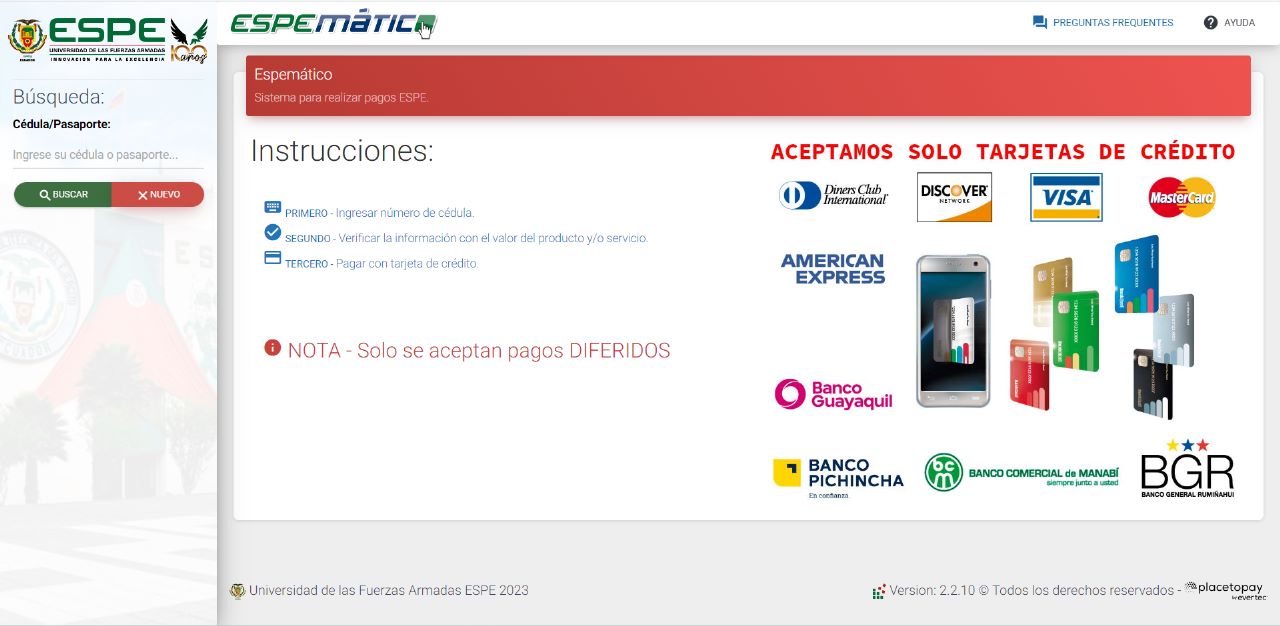 ESPE
UNIVERSIDAD DE LAS FUERZAS ARMADAS
INNOVACIÓN PARA LA EXCELENCIA
100 años
ESPEmático
PREGUNTAS FRECUENTES
AYUDA
Búsqueda:
Cédula/Pasaporte:
Ingrese su cédula o pasaporte...
BUSCAR
NUEVO
Espemático
Sistema para realizar pagos ESPE.
Instrucciones:
PRIMERO - Ingresar número de cédula.
SEGUNDO - Verificar la información con el valor del producto y/o servicio.
TERCERO - Pagar con tarjeta de crédito.
NOTA - Solo se aceptan pagos DIFERIDOS
ACEPTAMOS SOLO TARJETAS DE CRÉDITO
Diners Club
International
DISCOVER
NETWORK
VISA
MasterCard
AMERICAN
EXPRESS
Banco
Guayaquil
BANCO
PICHINCHA
En confianza.
bcm
BANCO COMERCIAL de MANABÍ
siempre junto a usted
BGR
BANCO GENERAL RUMIÑAHUI
Universidad de las Fuerzas Armadas ESPE 2023
Version: 2.2.10 © Todos los derechos reservados - placetopay
by evertec